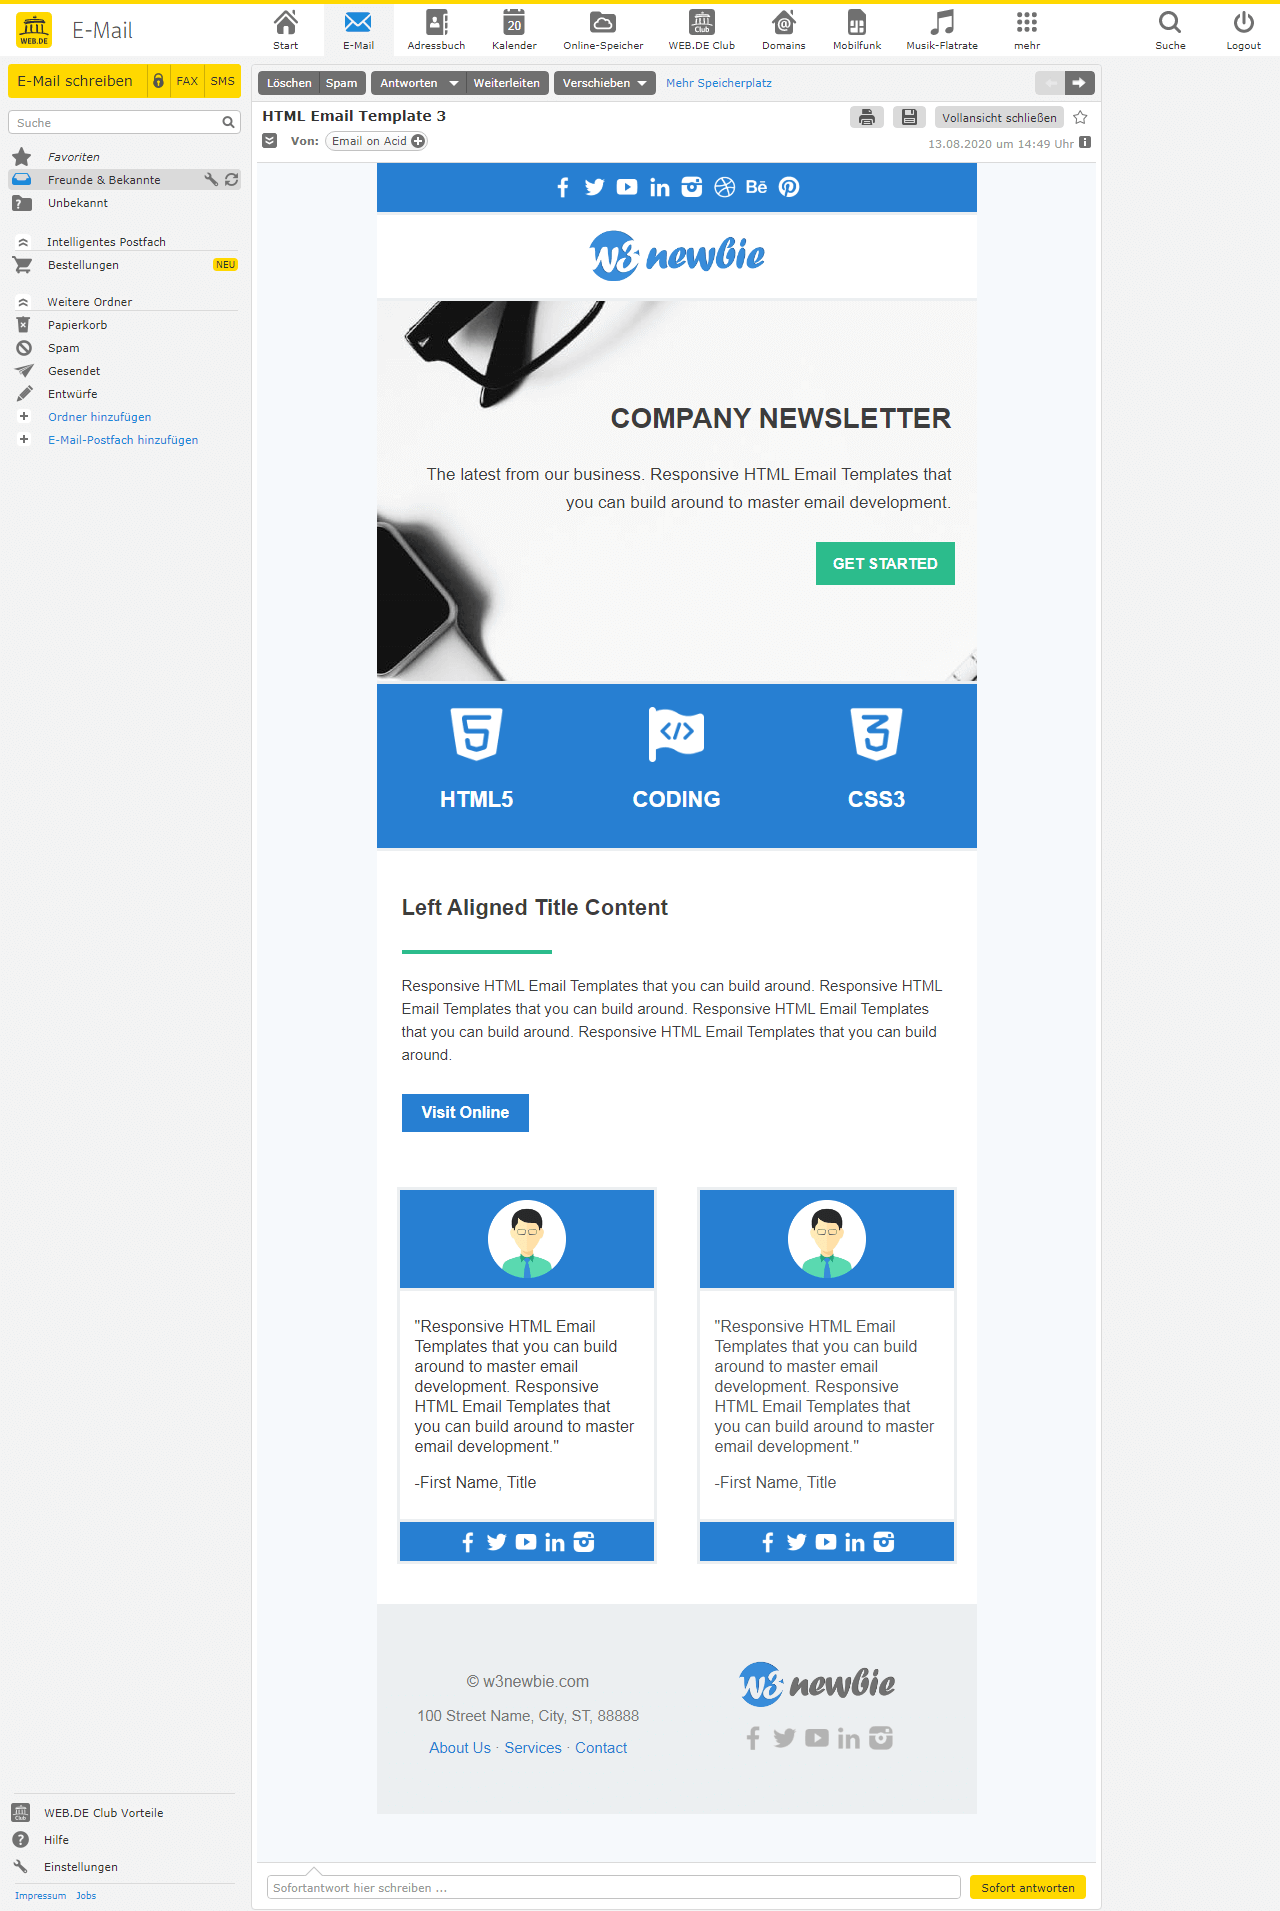 WEB.DE
E-Mail
Start
E-Mail
Adressbuch
20
Kalender
Online-Speicher
Club
WEB.DE Club
Domains
Mobilfunk
Musik-Flatrate
mehr
Suche
Logout
E-Mail schreiben
FAX
SMS
Suche
Favoriten
Freunde & Bekannte
Unbekannt
Intelligentes Postfach
Bestellungen
NEU
Weitere Ordner
Papierkorb
Spam
Gesendet
Entwürfe
Ordner hinzufügen
E-Mail-Postfach hinzufügen
Löschen
Spam
Antworten
Weiterleiten
Verschieben
Mehr Speicherplatz
HTML Email Template 3
Vollansicht schließen
Von: Email on Acid
13.08.2020 um 14:49 Uhr
Bē
w3 newbie
COMPANY NEWSLETTER
The latest from our business. Responsive HTML Email Templates that
you can build around to master email development.
GET STARTED
HTML5
CODING
CSS3
Left Aligned Title Content
Responsive HTML Email Templates that you can build around. Responsive HTML
Email Templates that you can build around. Responsive HTML Email Templates
that you can build around. Responsive HTML Email Templates that you can build
around.
Visit Online
"Responsive HTML Email
Templates that you can build
around to master email
development. Responsive
HTML Email Templates that
you can build around to master
email development."
-First Name, Title
"Responsive HTML Email
Templates that you can build
around to master email
development. Responsive
HTML Email Templates that
you can build around to master
email development."
-First Name, Title
© w3newbie.com
100 Street Name, City, ST, 88888
About Us · Services · Contact
w3 newbie
Club
WEB.DE Club Vorteile
Hilfe
Einstellungen
Impressum
Jobs
Sofortantwort hier schreiben ...
Sofort antworten